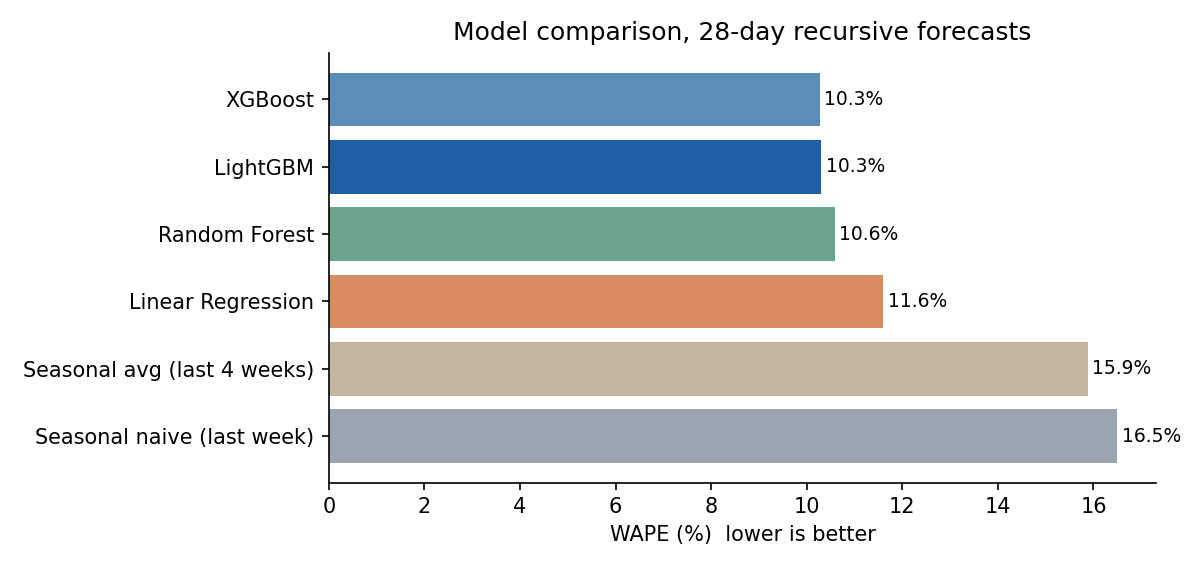 Model comparison, 28-day recursive forecasts
XGBoost 10.3%
LightGBM 10.3%
Random Forest 10.6%
Linear Regression 11.6%
Seasonal avg (last 4 weeks) 15.9%
Seasonal naive (last week) 16.5%
0 2 4 6 8 10 12 14 16
WAPE (%)  lower is better